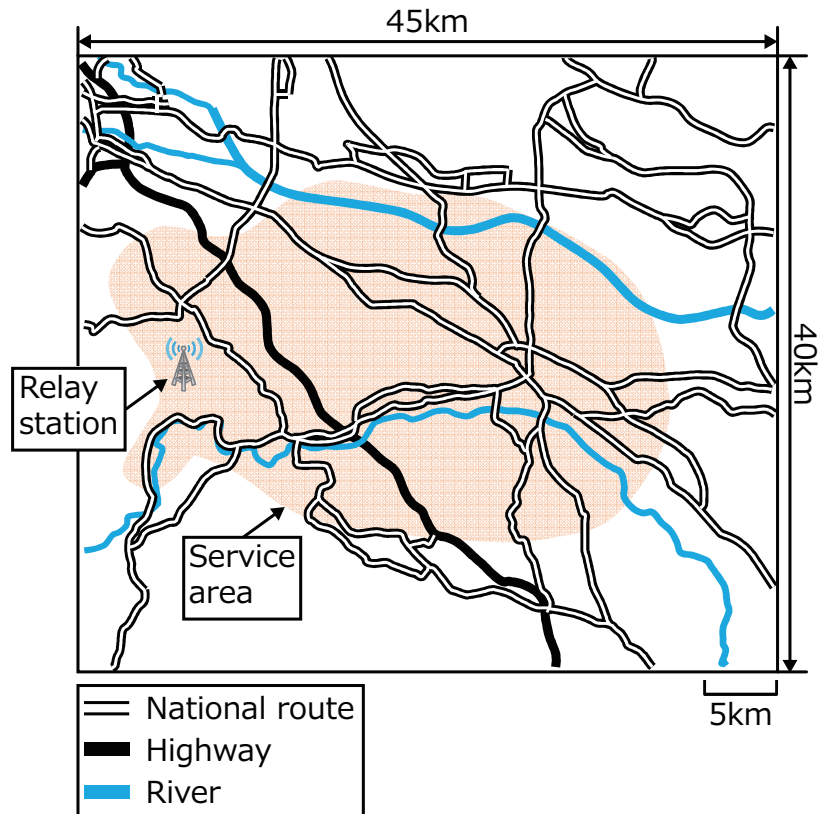 45km
40km
Relay
station
Service
area
5km
National route
Highway
River